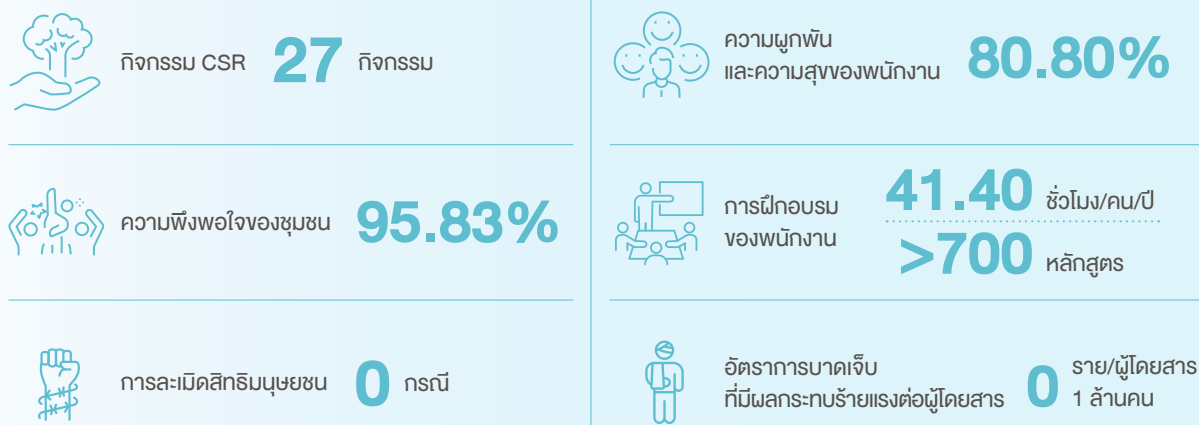 กิจกรรม CSR 27 กิจกรรม
ความพึงพอใจของชุมชน 95.83%
การละเมิดสิทธิมนุษยชน 0 กรณี
ความผูกพัน
และความสุขของพนักงาน 80.80%
การฝึกอบรม
ของพนักงาน
41.40 ชั่วโมง/คน/ปี
>700 หลักสูตร
อัตราการบาดเจ็บ
ที่มีผลกระทบร้ายแรงต่อผู้โดยสาร 0 ราย/ผู้โดยสาร
1 ล้านคน